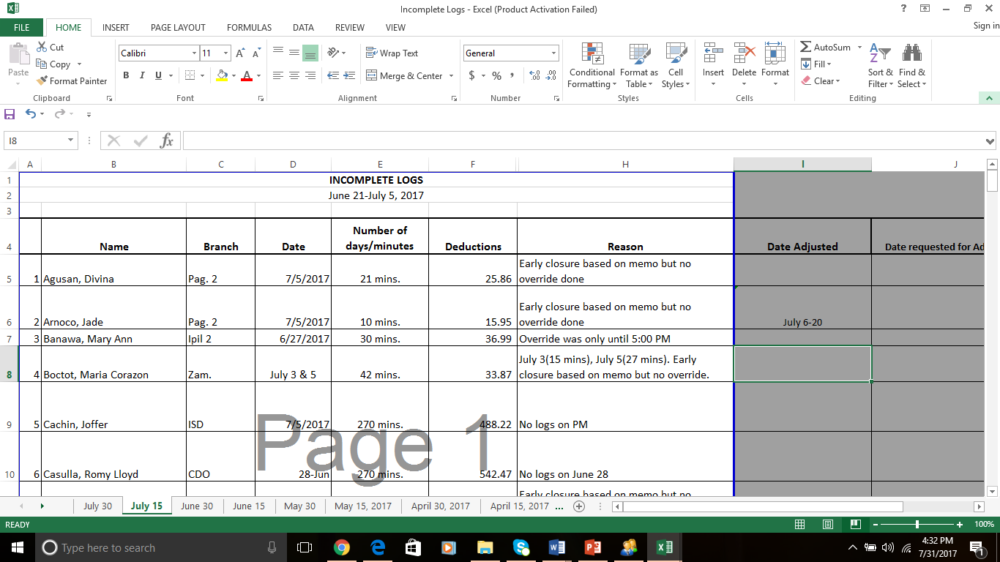 Incomplete Logs - Excel (Product Activation Failed)
?
FILE HOME INSERT PAGE LAYOUT FORMULAS DATA REVIEW VIEW Sign in
Paste Cut Copy Format Painter
Calibri 11 A A
B I U A
Wrap Text
Merge & Center
General
$ % ,
Conditional Formatting Format as Table Cell Styles
Insert Delete Format
AutoSum
Fill
Clear
Sort & Filter Find & Select
Clipboard Font Alignment Number Styles Cells Editing
I8 fx
A B C D E F H I J
1 INCOMPLETE LOGS
2 June 21-July 5, 2017
3
4 Name Branch Date Number of days/minutes Deductions Reason Date Adjusted Date requested for Ad
5 1 Agusan, Divina Pag. 2 7/5/2017 21 mins. 25.86 Early closure based on memo but no override done
6 2 Arnoco, Jade Pag. 2 7/5/2017 10 mins. 15.95 Early closure based on memo but no override done July 6-20
7 3 Banawa, Mary Ann Ipil 2 6/27/2017 30 mins. 36.99 Override was only until 5:00 PM
8 4 Boctot, Maria Corazon Zam. July 3 & 5 42 mins. 33.87 July 3(15 mins), July 5(27 mins). Early closure based on memo but no override.
9 5 Cachin, Joffer ISD 7/5/2017 270 mins. 488.22 No logs on PM
Page 1
10 6 Casulla, Romy Lloyd CDO 28-Jun 270 mins. 542.47 No logs on June 28
Early closure based on memo but no
July 30 July 15 June 30 June 15 May 30 May 15, 2017 April 30, 2017 April 15, 2017 ...
READY 100%
Type here to search
4:32 PM
7/31/2017
1